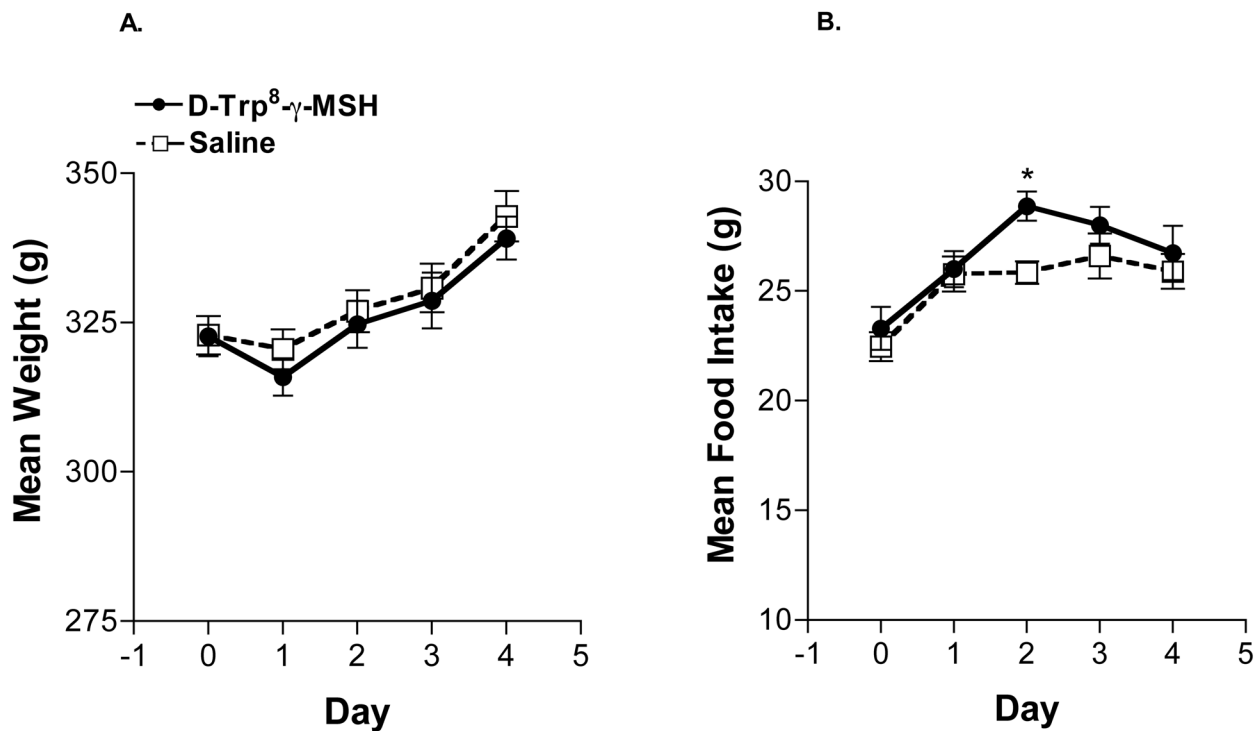 A.
D-Trp⁸-γ-MSH
Saline
350
325
300
275
-1 0 1 2 3 4 5
Mean Weight (g)
Day
B.
*
30
25
20
15
10
-1 0 1 2 3 4 5
Mean Food Intake (g)
Day